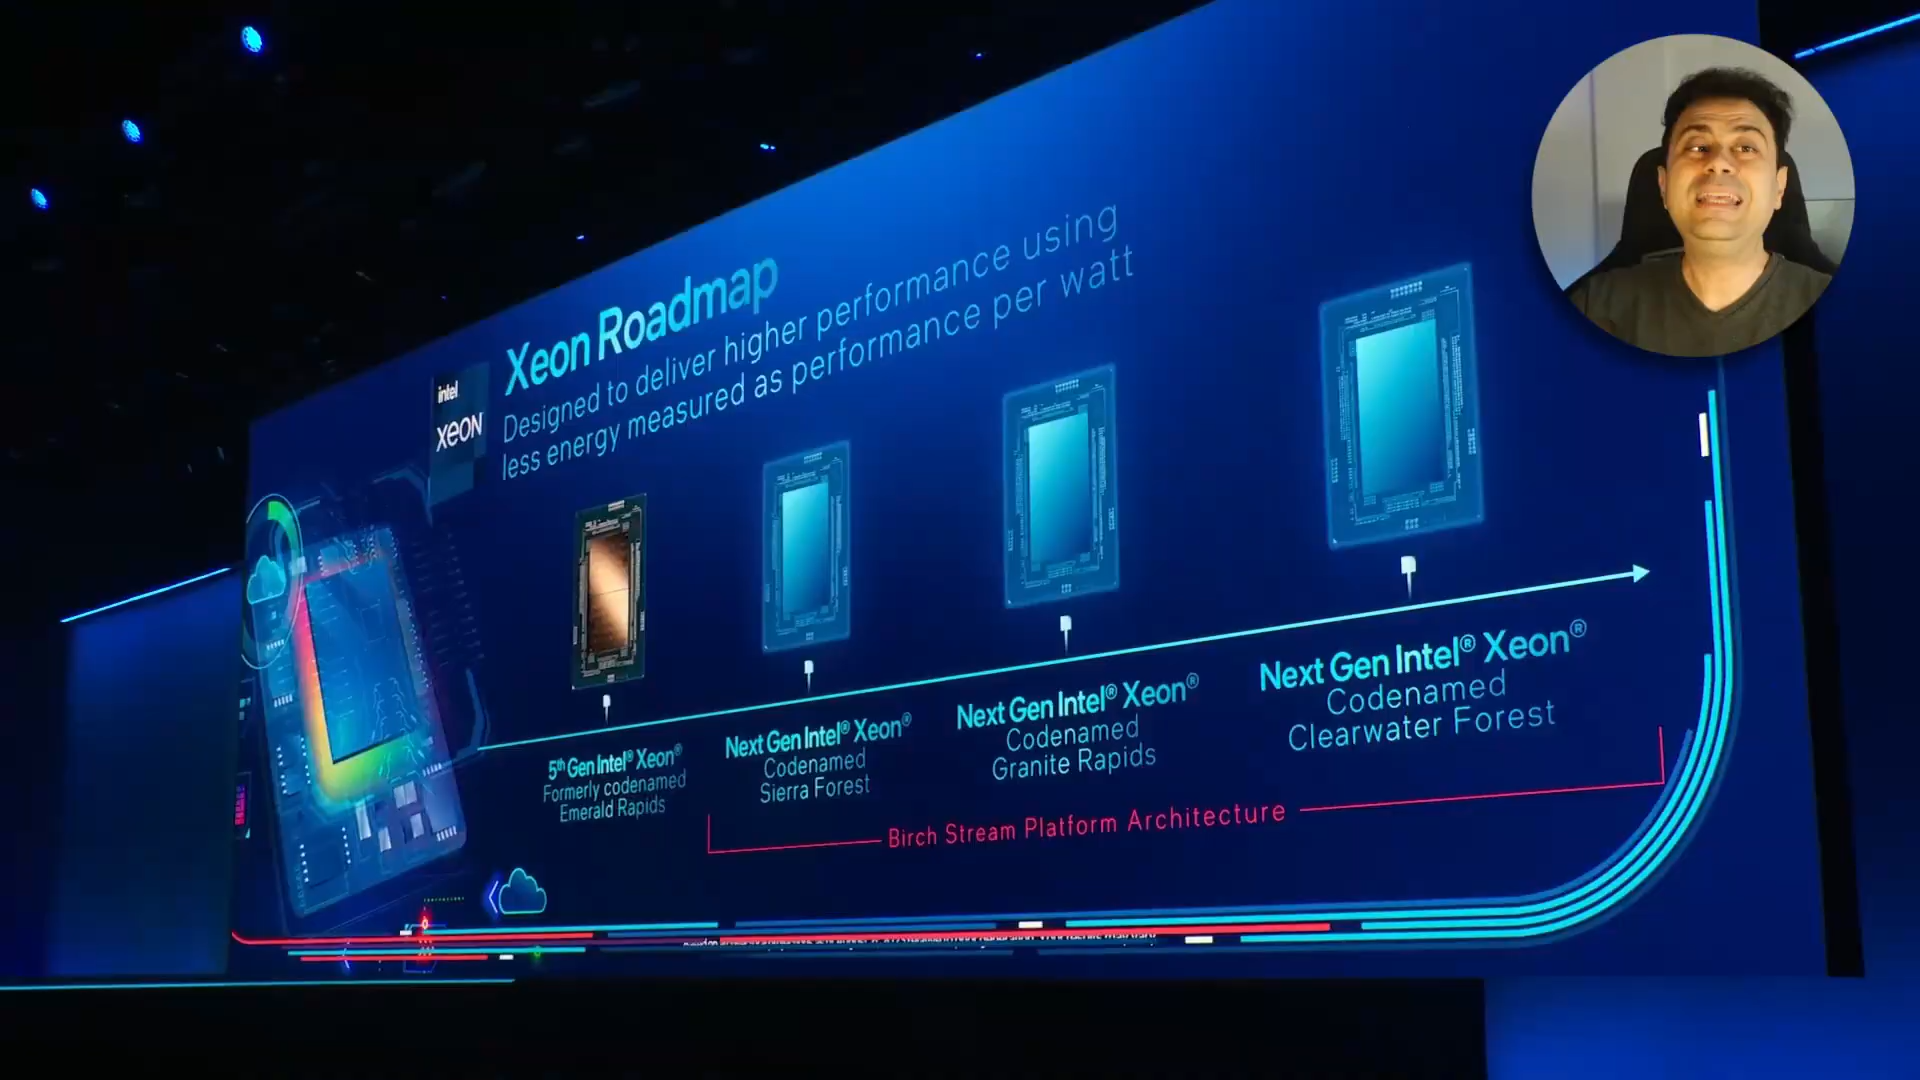 intel
xeon
Xeon Roadmap
Designed to deliver higher performance using
less energy measured as performance per watt
5th Gen Intel® Xeon®
Formerly codenamed
Emerald Rapids
Next Gen Intel® Xeon®
Codenamed
Sierra Forest
Next Gen Intel® Xeon®
Codenamed
Granite Rapids
Next Gen Intel® Xeon®
Codenamed
Clearwater Forest
Birch Stream Platform Architecture